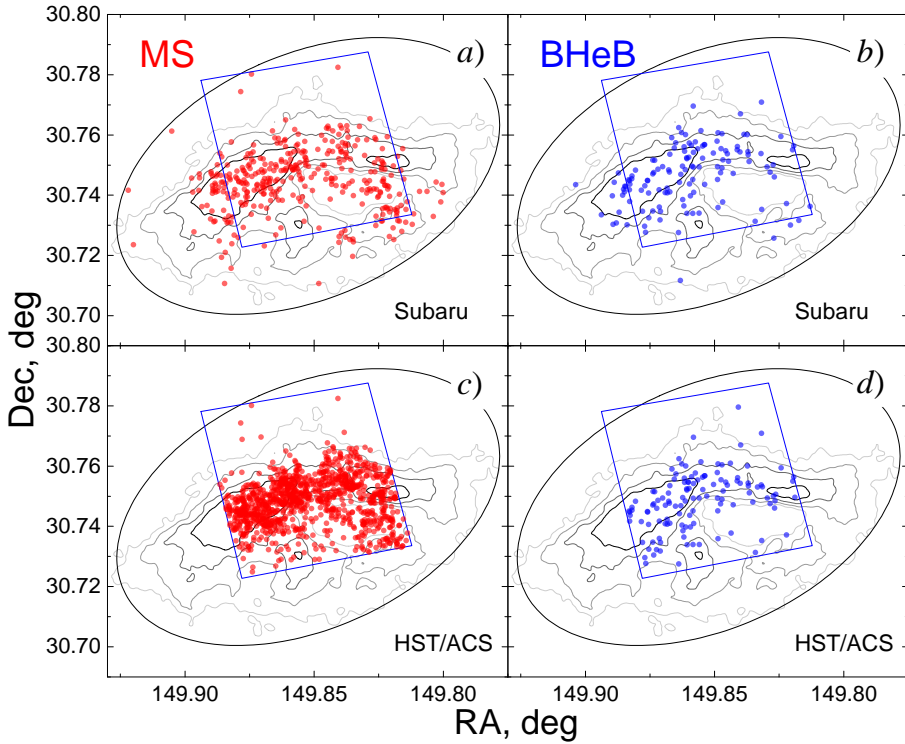 30.80
30.78
30.76
30.74
30.72
30.70
MS
a)
Subaru
BHeB
b)
Subaru
30.80
30.78
30.76
30.74
30.72
30.70
c)
HST/ACS
d)
HST/ACS
149.90 149.85 149.80 149.90 149.85 149.80
Dec, deg
RA, deg